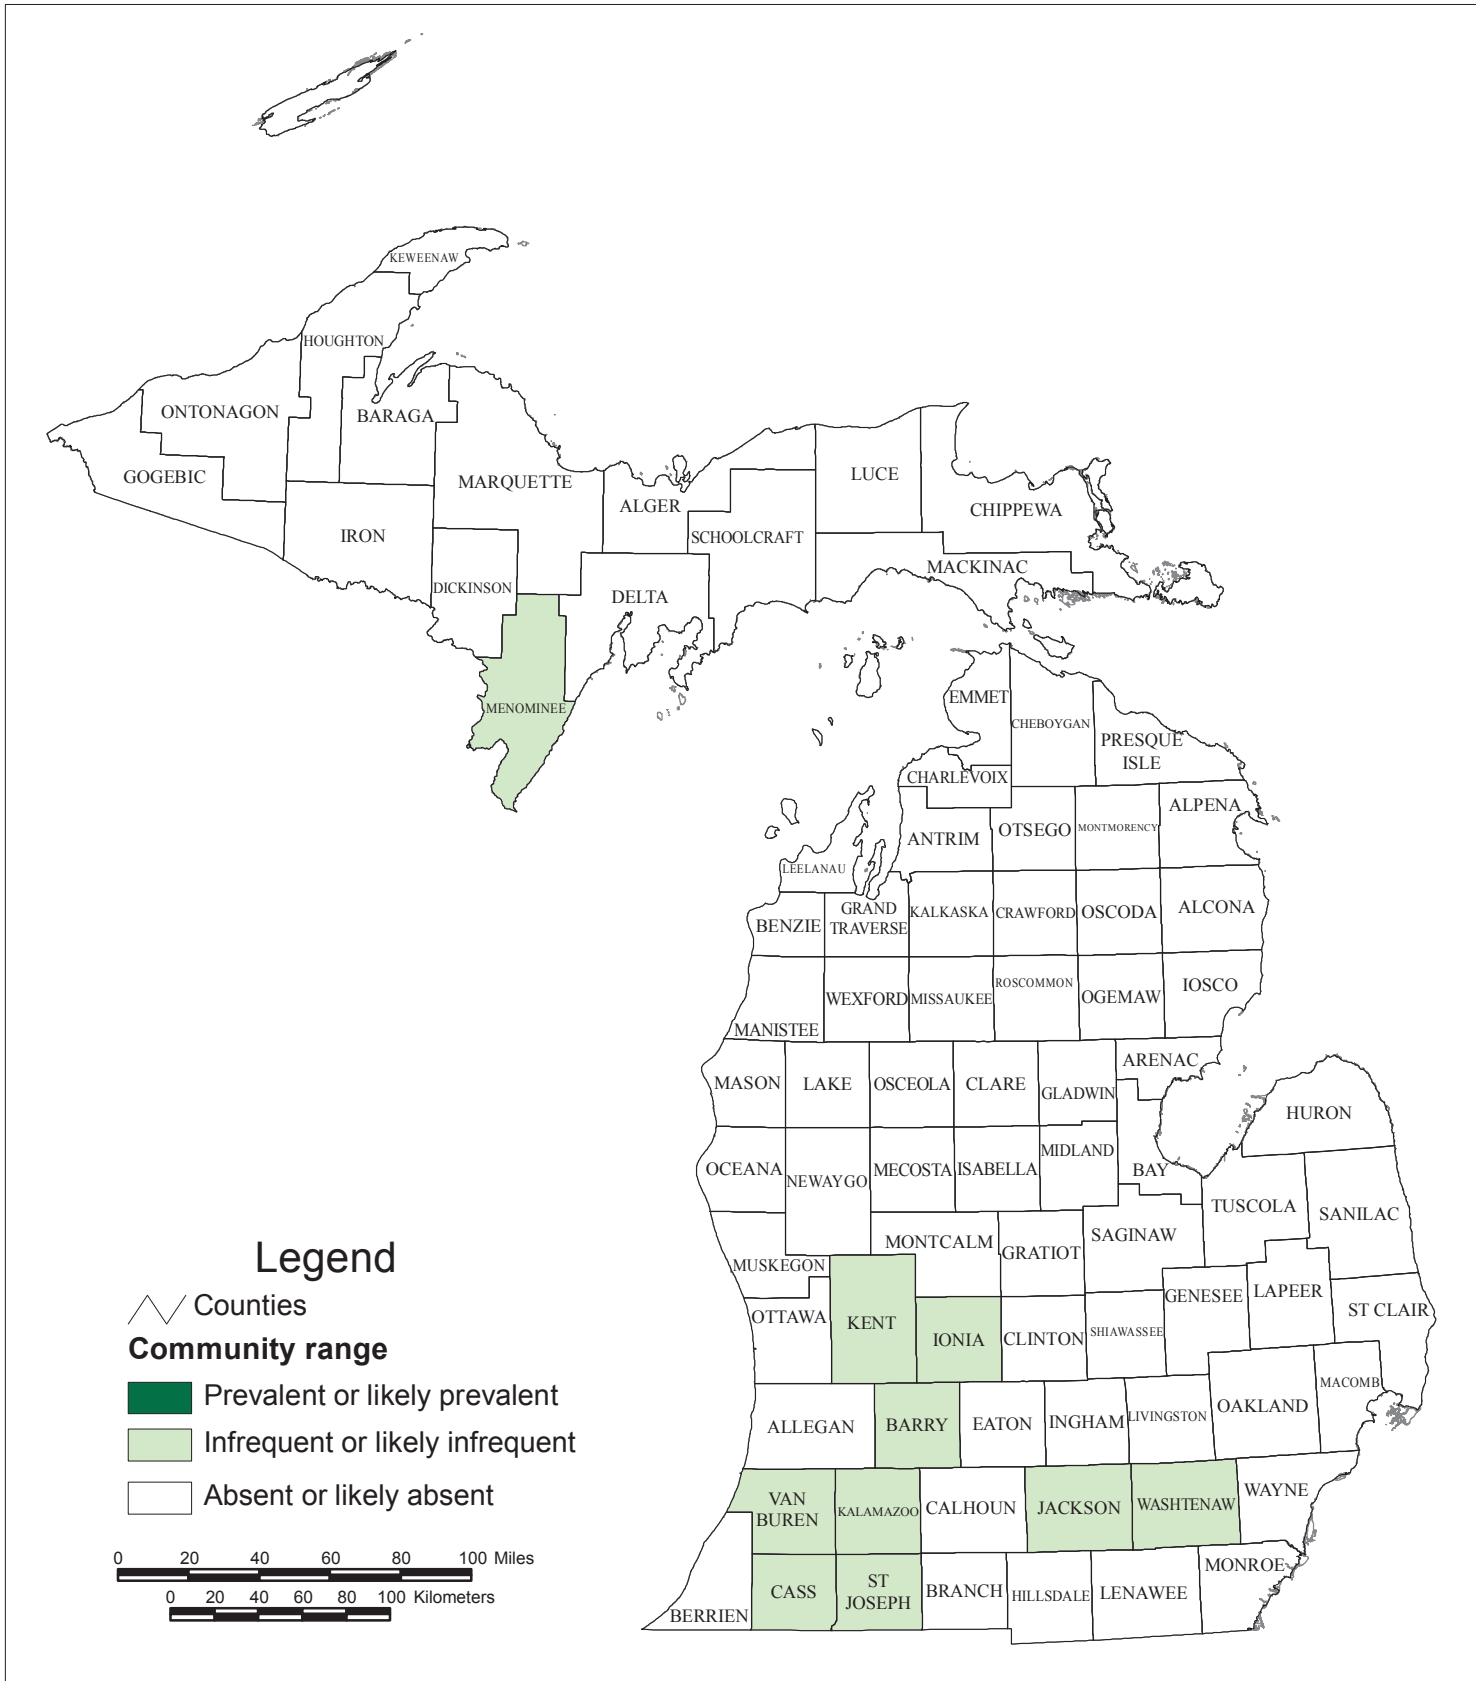 KEWEENAW
HOUGHTON
ONTONAGON
BARAGA
GOGEBIC
MARQUETTE
LUCE
ALGER
CHIPPEWA
IRON
SCHOOLCRAFT
MACKINAC
DICKINSON
DELTA
MENOMINEE
EMMET
CHEBOYGAN
PRESQUE
ISLE
CHARLEVOIX
ALPENA
ANTRIM
OTSEGO
MONTMORENCY
LEELANAU
BENZIE
GRAND
TRAVERSE
KALKASKA
CRAWFORD
OSCODA
ALCONA
MANISTEE
WEXFORD
MISSAUKEE
ROSCOMMON
OGEMAW
IOSCO
ARENAC
MASON
LAKE
OSCEOLA
CLARE
GLADWIN
HURON
OCEANA
NEWAYGO
MECOSTA
ISABELLA
MIDLAND
BAY
TUSCOLA
SANILAC
MUSKEGON
MONTCALM
GRATIOT
SAGINAW
GENESEE
LAPEER
ST CLAIR
OTTAWA
KENT
IONIA
CLINTON
SHIAWASSEE
ALLEGAN
BARRY
EATON
INGHAM
LIVINGSTON
OAKLAND
MACOMB
VAN
BUREN
KALAMAZOO
CALHOUN
JACKSON
WASHTENAW
WAYNE
BERRIEN
CASS
ST
JOSEPH
BRANCH
HILLSDALE
LENAWEE
MONROE
Legend
Counties
Community range
Prevalent or likely prevalent
Infrequent or likely infrequent
Absent or likely absent
0 20 40 60 80 100 Miles
0 20 40 60 80 100 Kilometers